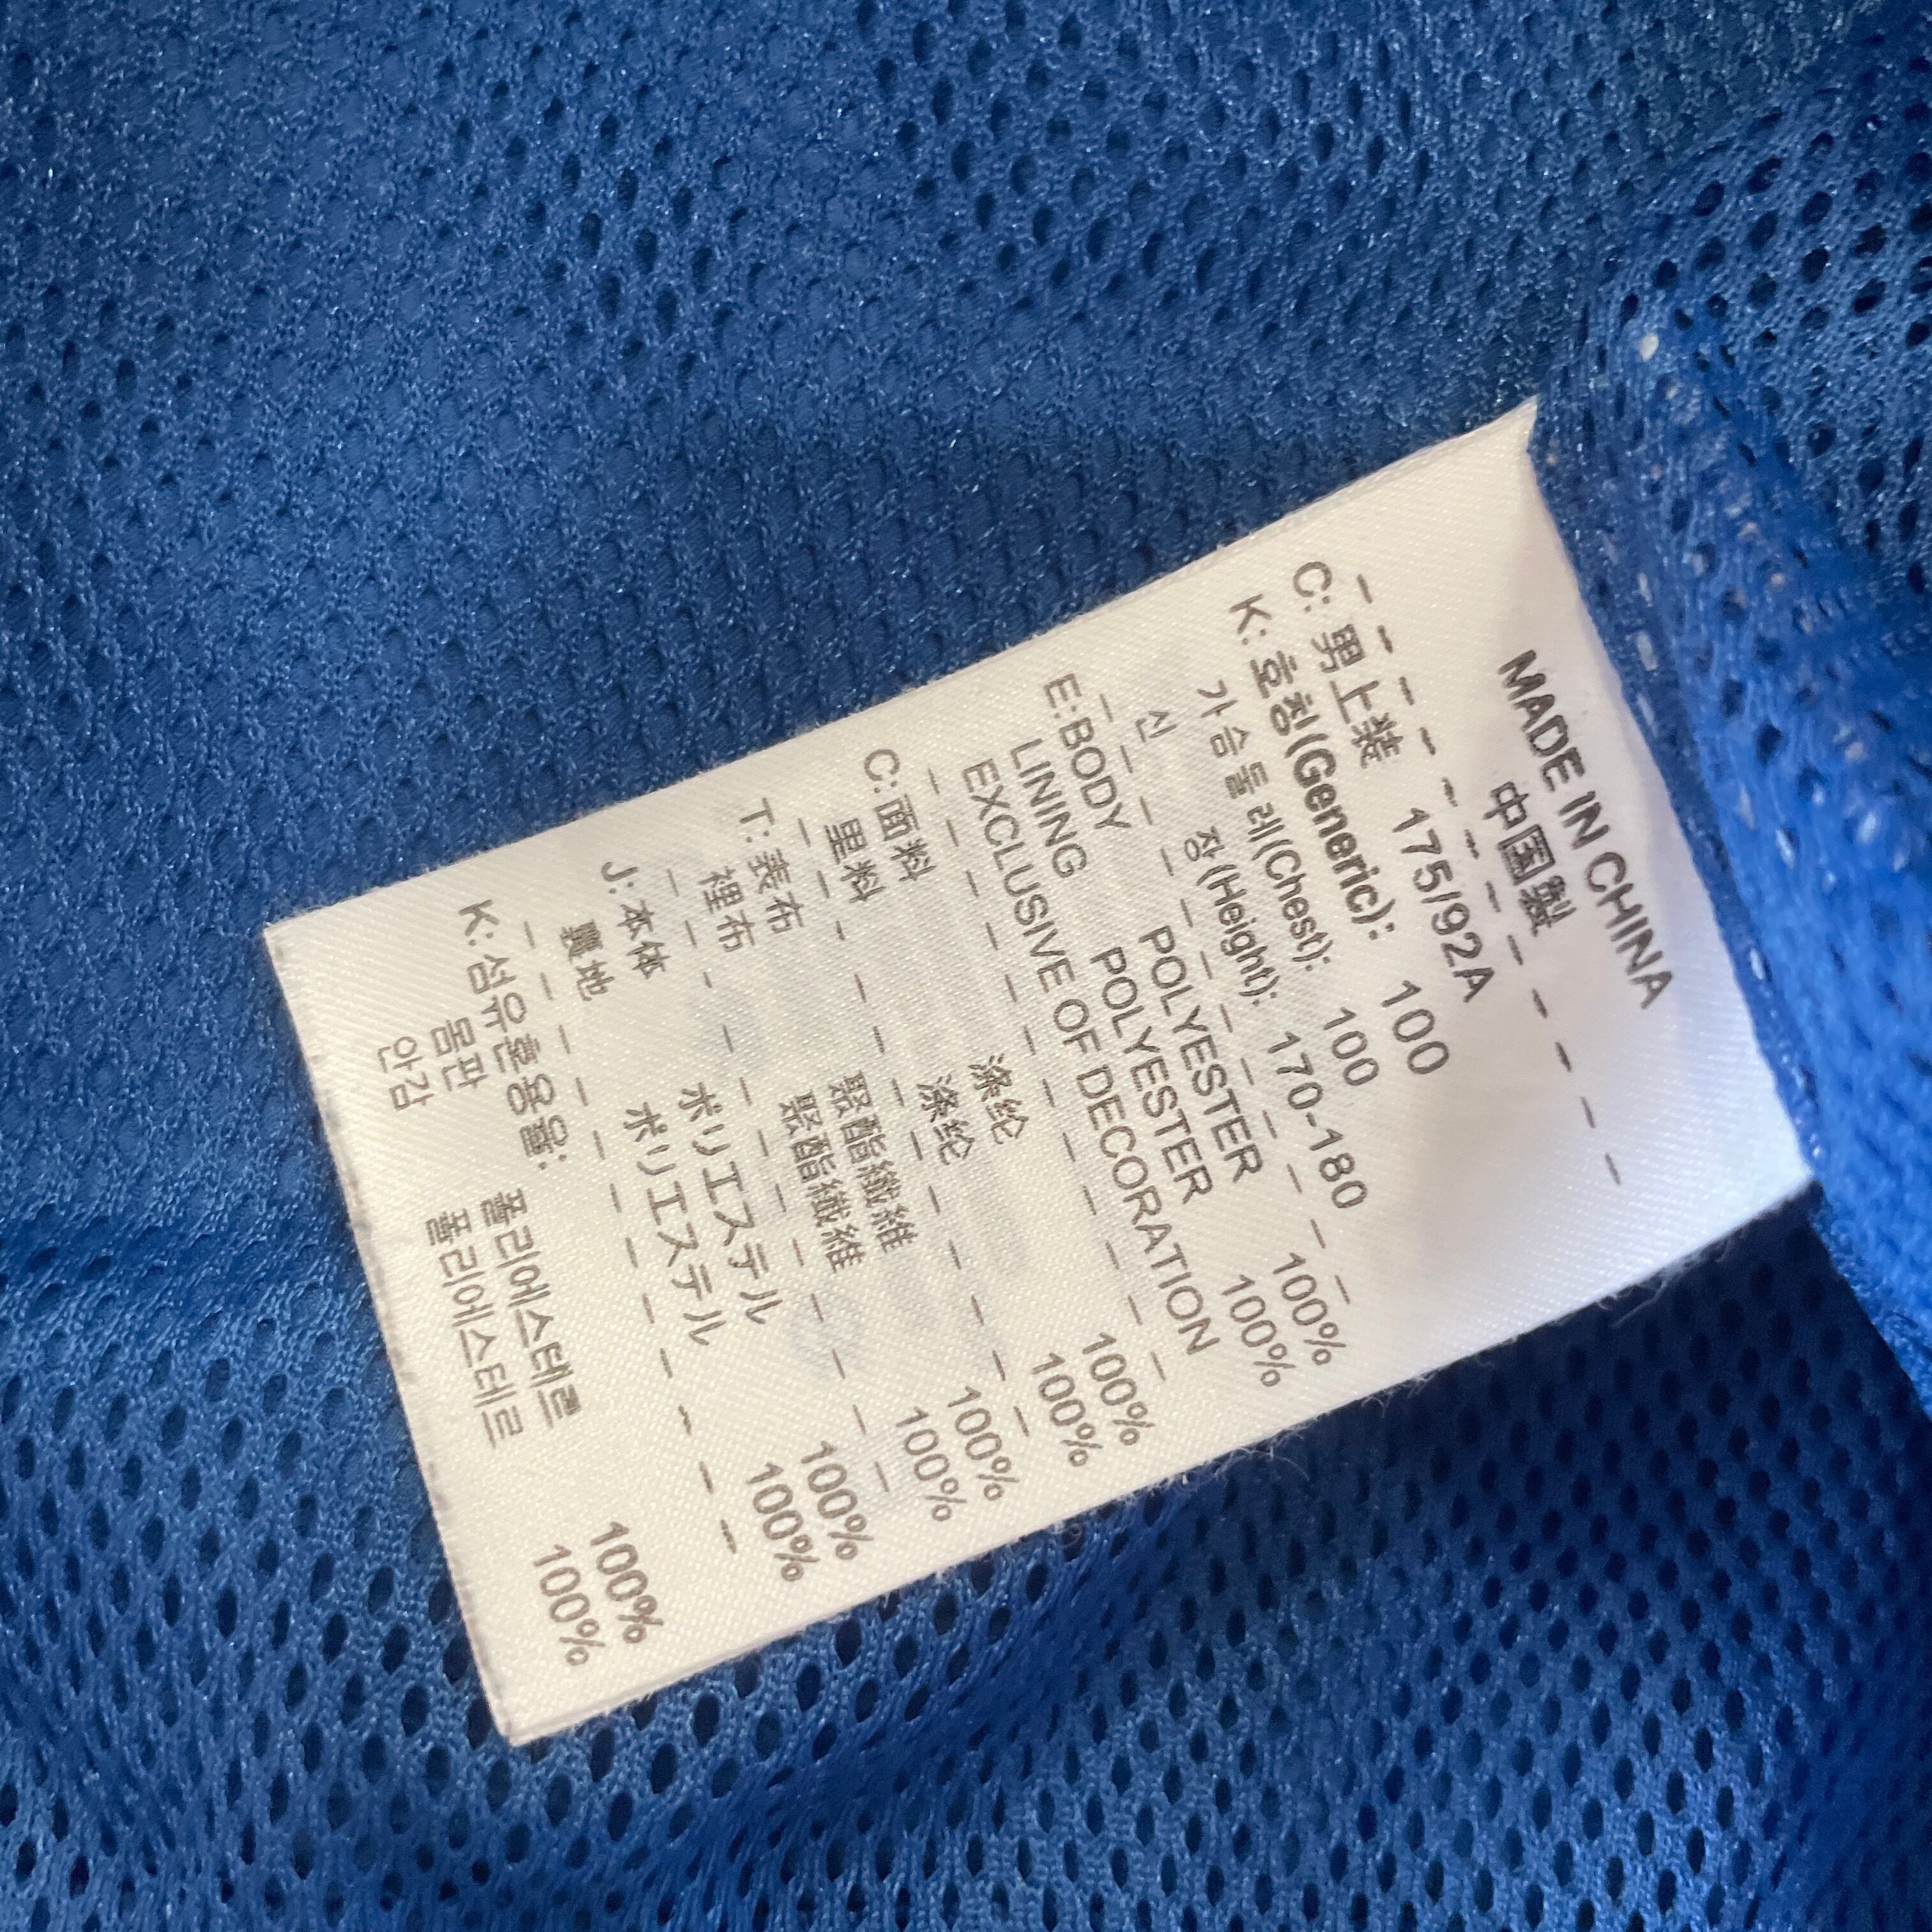 MADE IN CHINA
中国製
C: 男上装 175/92A
K: 호칭(Generic): 100
가슴둘레(Chest): 100
신 장(Height): 170-180
E:BODY POLYESTER 100%
LINING POLYESTER 100%
EXCLUSIVE OF DECORATION
C:面料 涤纶 100%
里料 涤纶 100%
T:表布 聚酯纖維 100%
裡布 聚酯纖維 100%
J:本体 ポリエステル 100%
裏地 ポリエステル 100%
K:섬유혼용율:
몸판 폴리에스테르 100%
안감 폴리에스테르 100%